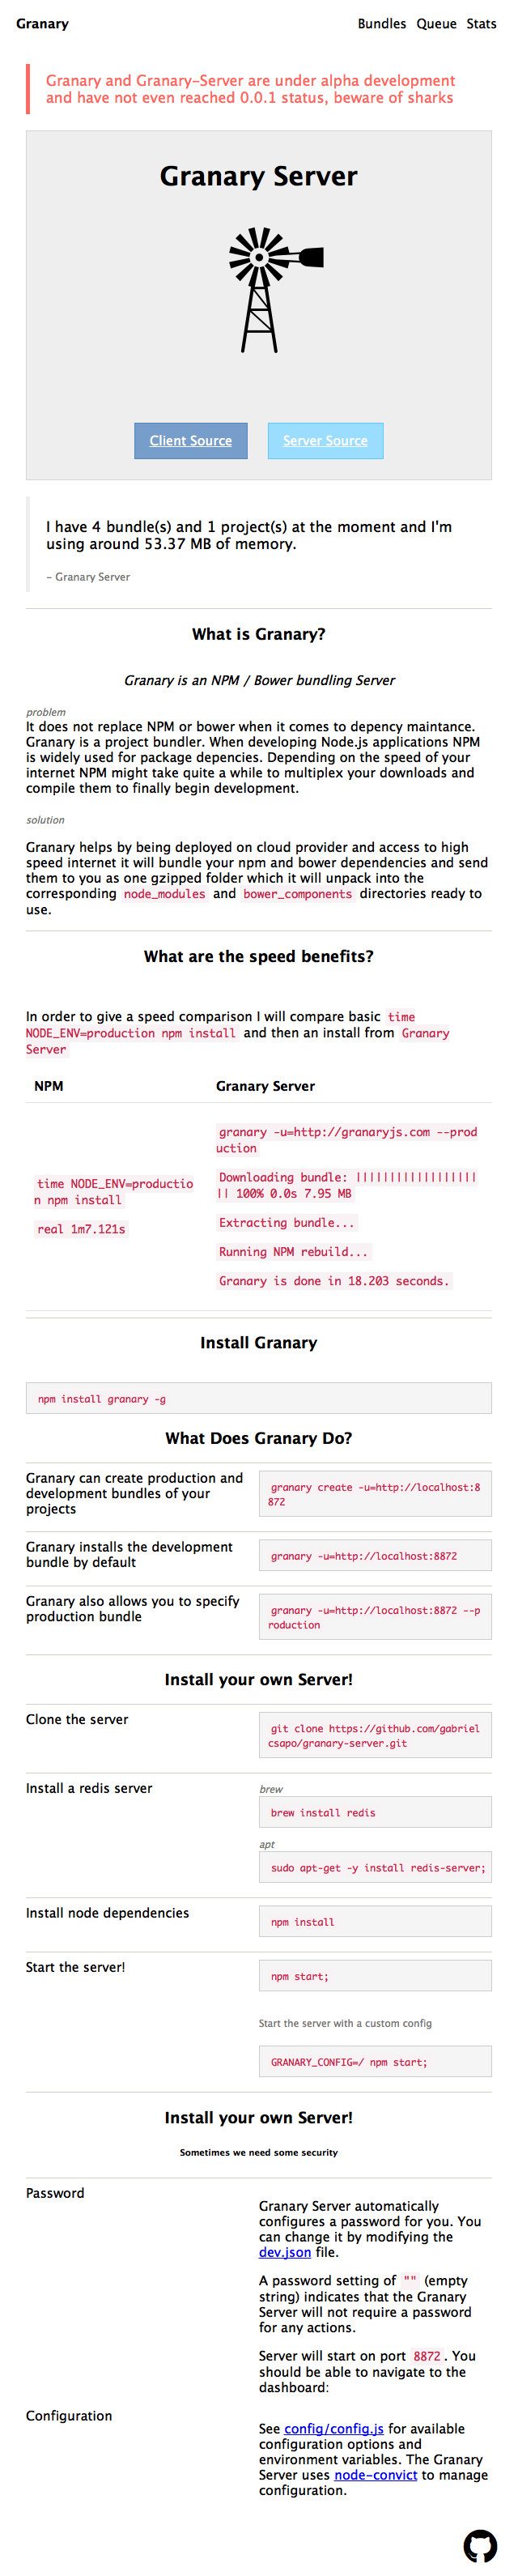 Granary
Bundles Queue Stats
Granary and Granary-Server are under alpha development
and have not even reached 0.0.1 status, beware of sharks
Granary Server
Client Source
Server Source
I have 4 bundle(s) and 1 project(s) at the moment and I'm
using around 53.37 MB of memory.
- Granary Server
What is Granary?
Granary is an NPM / Bower bundling Server
problem
It does not replace NPM or bower when it comes to depency maintance.
Granary is a project bundler. When developing Node.js applications NPM
is widely used for package depencies. Depending on the speed of your
internet NPM might take quite a while to multiplex your downloads and
compile them to finally begin development.
solution
Granary helps by being deployed on cloud provider and access to high
speed internet it will bundle your npm and bower dependencies and send
them to you as one gzipped folder which it will unpack into the
corresponding node_modules and bower_components directories ready to
use.
What are the speed benefits?
In order to give a speed comparison I will compare basic time
NODE_ENV=production npm install and then an install from Granary
Server
NPM
Granary Server
time NODE_ENV=productio
n npm install
real 1m7.121s
granary -u=http://granaryjs.com --prod
uction
Downloading bundle: ||||||||||||||||||
|| 100% 0.0s 7.95 MB
Extracting bundle...
Running NPM rebuild...
Granary is done in 18.203 seconds.
Install Granary
npm install granary -g
What Does Granary Do?
Granary can create production and
development bundles of your
projects
granary create -u=http://localhost:8
872
Granary installs the development
bundle by default
granary -u=http://localhost:8872
Granary also allows you to specify
production bundle
granary -u=http://localhost:8872 --p
roduction
Install your own Server!
Clone the server
git clone https://github.com/gabriel
csapo/granary-server.git
Install a redis server
brew
brew install redis
apt
sudo apt-get -y install redis-server;
Install node dependencies
npm install
Start the server!
npm start;
Start the server with a custom config
GRANARY_CONFIG=/ npm start;
Install your own Server!
Sometimes we need some security
Password
Granary Server automatically
configures a password for you. You
can change it by modifying the
dev.json file.
A password setting of "" (empty
string) indicates that the Granary
Server will not require a password
for any actions.
Server will start on port 8872. You
should be able to navigate to the
dashboard:
Configuration
See config/config.js for available
configuration options and
environment variables. The Granary
Server uses node-convict to manage
configuration.